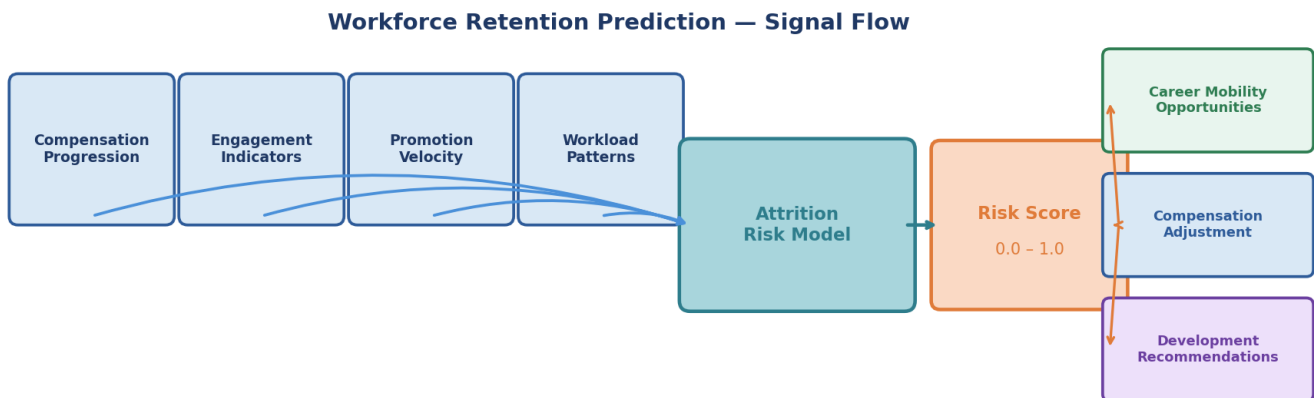 Workforce Retention Prediction — Signal Flow
Compensation
Progression
Engagement
Indicators
Promotion
Velocity
Workload
Patterns
Attrition
Risk Model
Risk Score
0.0 – 1.0
Career Mobility
Opportunities
Compensation
Adjustment
Development
Recommendations